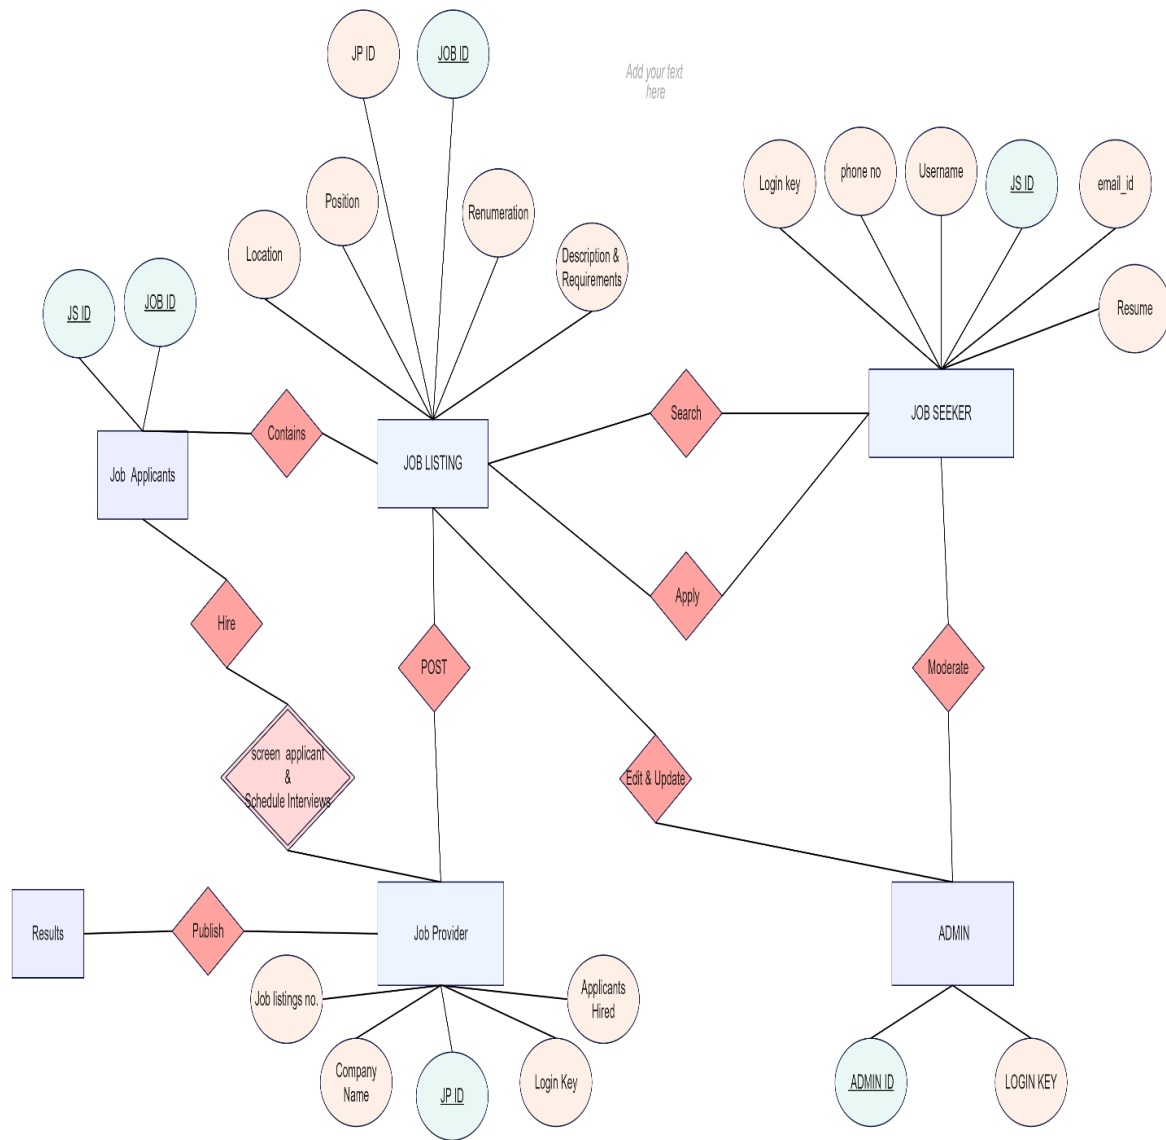 JP ID
JOB ID
Add your text
here
Login key
phone no
Username
JS ID
email_id
Position
Renumeration
Location
Description &
Requirements
JS ID
JOB ID
Resume
Contains
Search
JOB SEEKER
JOB LISTING
Job Applicants
Apply
Hire
POST
Moderate
screen applicant
&
Schedule Interviews
Edit & Update
Results
Publish
Job Provider
ADMIN
Job listings no.
Applicants
Hired
Company
Name
JP ID
Login Key
ADMIN ID
LOGIN KEY